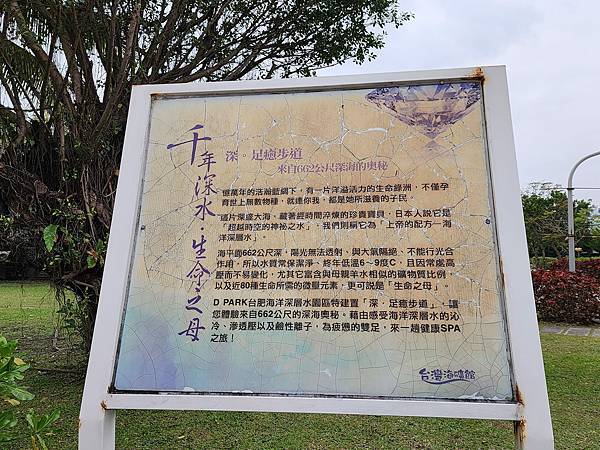 千年深水·生命之母
深。足癒步道
來自662公尺深海的奧秘
億萬年的浩瀚藍綢下，有一片洋溢活力的生命綠洲，不僅孕
育世上無數物種，就連你我，都是她所滋養的子民。
這片深邃大海，藏著經時間淬煉的珍貴寶貝，日本人說它是
「超越時空的神祕之水」，我們則稱它為「上帝的配方—海
洋深層水」。
海平面662公尺深，陽光無法透射、與大氣隔絕、不能行光合
作用，所以水質常保潔淨、終年低溫6～9度C，且因常處高
壓而不易變化，尤其它富含與母親羊水相似的礦物質比例
以及近80種生命所需的微量元素，更可說是「生命之母」。
D PARK台肥海洋深層水園區特建置「深．足癒步道」，讓
您體驗來自662公尺的深海奧秘。藉由感受海洋深層水的沁
冷、滲透壓以及鹼性離子，為疲憊的雙足，來一趟健康SPA
之旅！
台灣海礦館